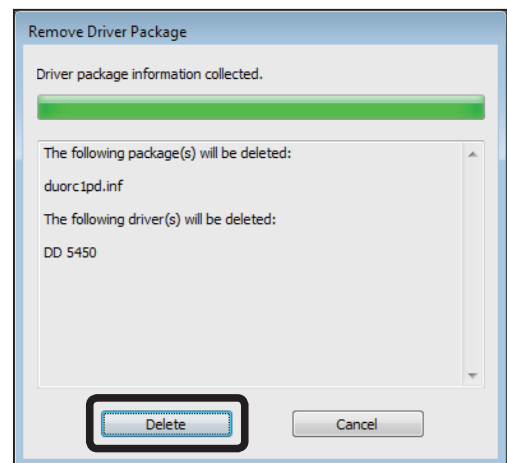 Remove Driver Package
Driver package information collected.
The following package(s) will be deleted:
duorc1pd.inf
The following driver(s) will be deleted:
DD 5450
Delete Cancel